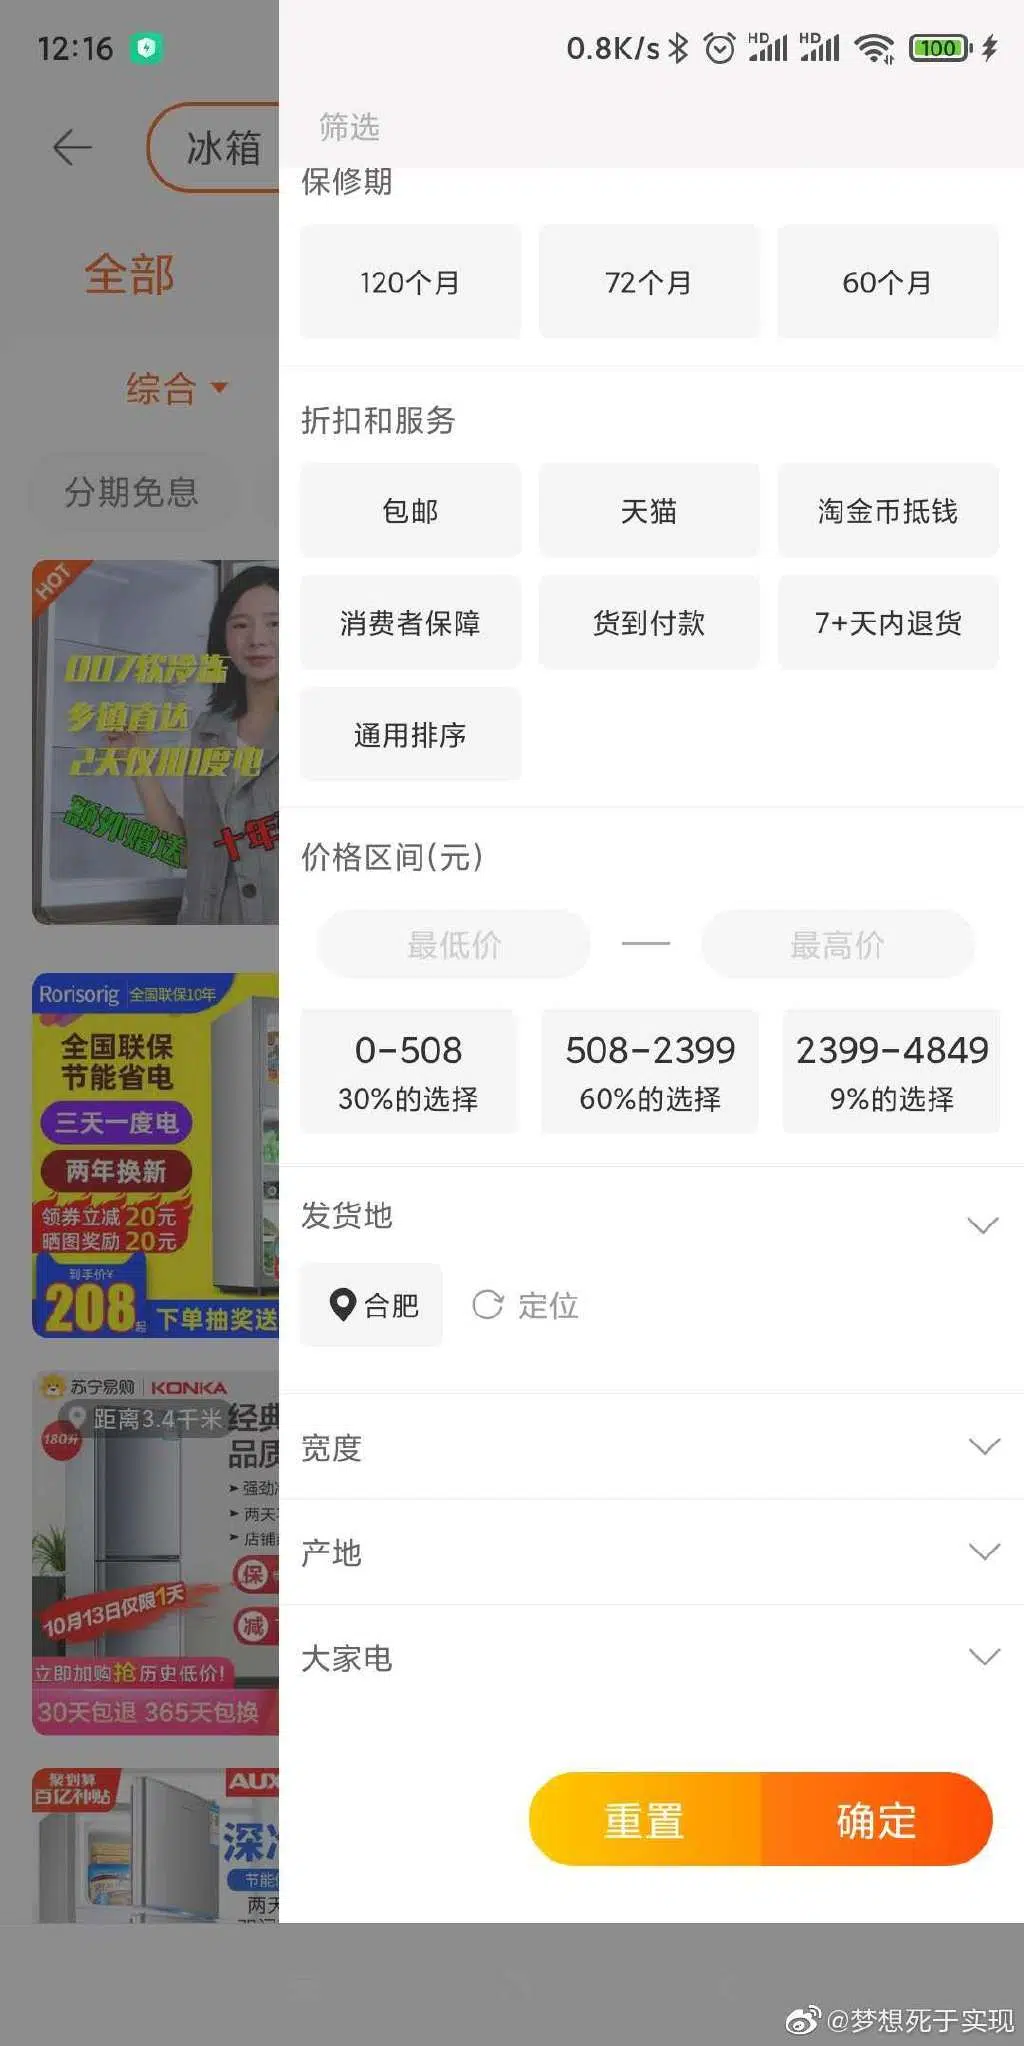 12:16
0.8K/s
HD
HD
100
筛选
冰箱
保修期
120个月
72个月
60个月
全部
综合
折扣和服务
分期免息
包邮
天猫
淘金币抵钱
消费者保障
货到付款
7+天内退货
通用排序
HOT
007软冷冻
乡镇直达
2天仅用1度电
额外赠送
十年
价格区间(元)
最低价
最高价
0-508
30%的选择
508-2399
60%的选择
2399-4849
9%的选择
Rorisorig 全国联保10年
全国联保
节能省电
三天一度电
两年换新
领券立减20元
晒图奖励20元
到手价¥
208起
下单抽奖送
发货地
合肥
定位
苏宁易购 KONKA
距离3.4千米
180升
经典
品质
强劲
两天
店铺
保
减
10月13日仅限1天
立即加购抢历史低价!
30天包退 365天包换
宽度
产地
大家电
聚划算
百亿补贴
AUX
深冷
节能
两天
重置
确定
@梦想死于实现